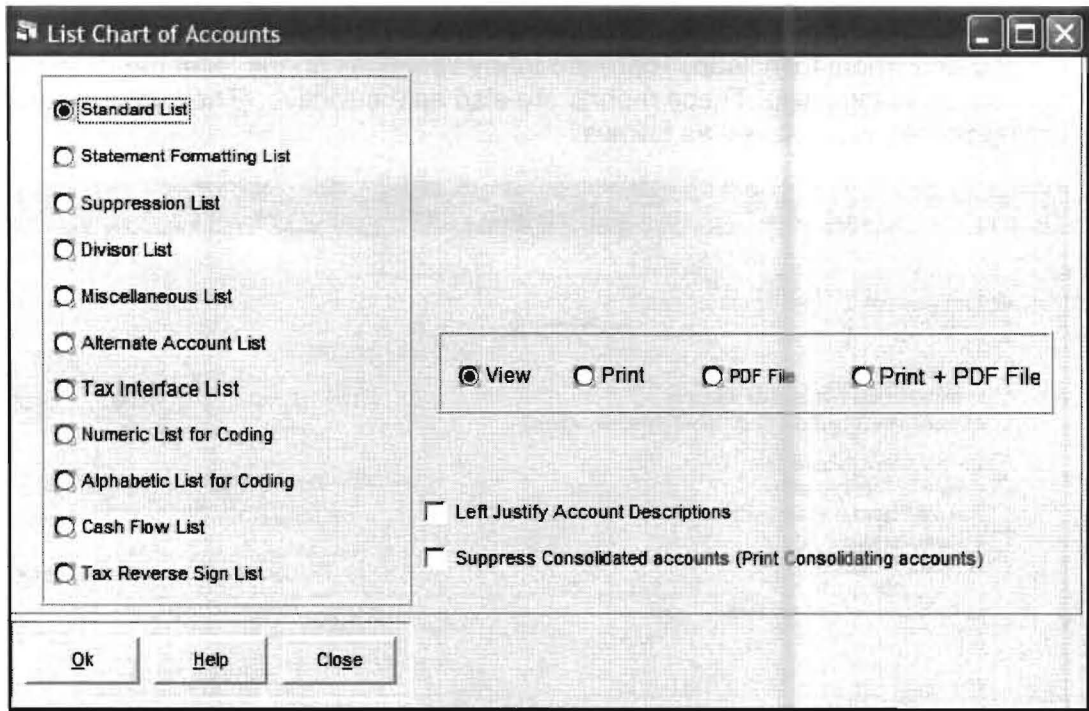 List Chart of Accounts
Standard List
Statement Formatting List
Suppression List
Divisor List
Miscellaneous List
Alternate Account List
Tax Interface List
Numeric List for Coding
Alphabetic List for Coding
Cash Flow List
Tax Reverse Sign List
View Print PDF File Print + PDF File
Left Justify Account Descriptions
Suppress Consolidated accounts (Print Consolidating accounts)
Ok Help Close